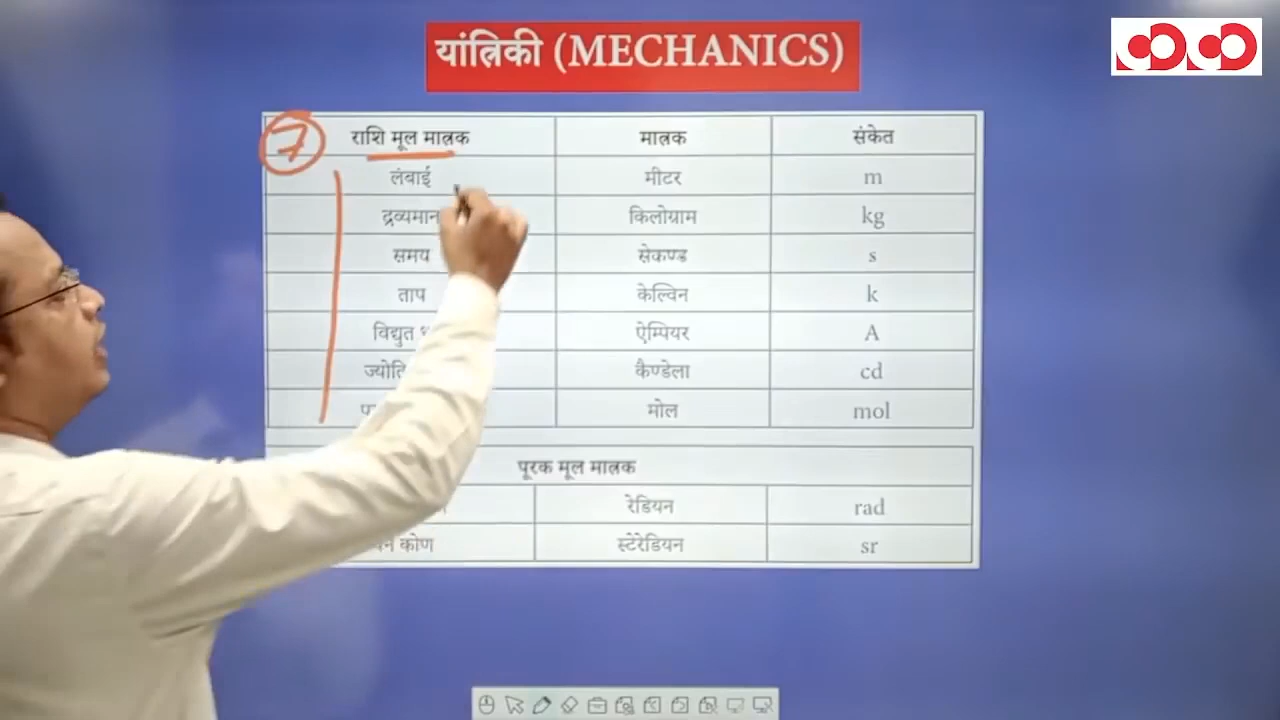 यांत्रिकी (MECHANICS)
7 राशि मूल मात्रक मात्रक संकेत
लंबाई मीटर m
द्रव्यमान किलोग्राम kg
समय सेकण्ड s
ताप केल्विन k
विद्युत ऐम्पियर A
कैण्डेला cd
मोल mol
पूरक मूल मात्रक
रेडियन rad
कोण स्टेरेडियन sr